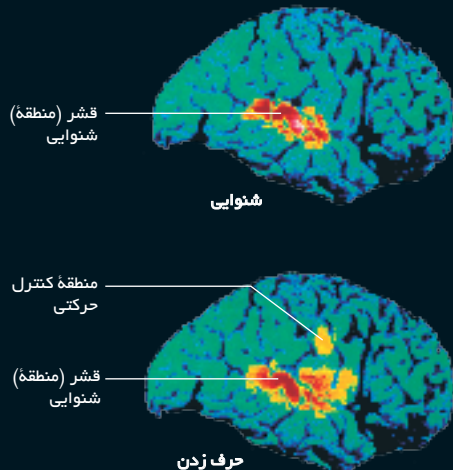 قشر (منطقهٔ)
شنوایی
شنوایی
منطقهٔ کنترل
حرکتی
قشر (منطقهٔ)
شنوایی
حرف زدن